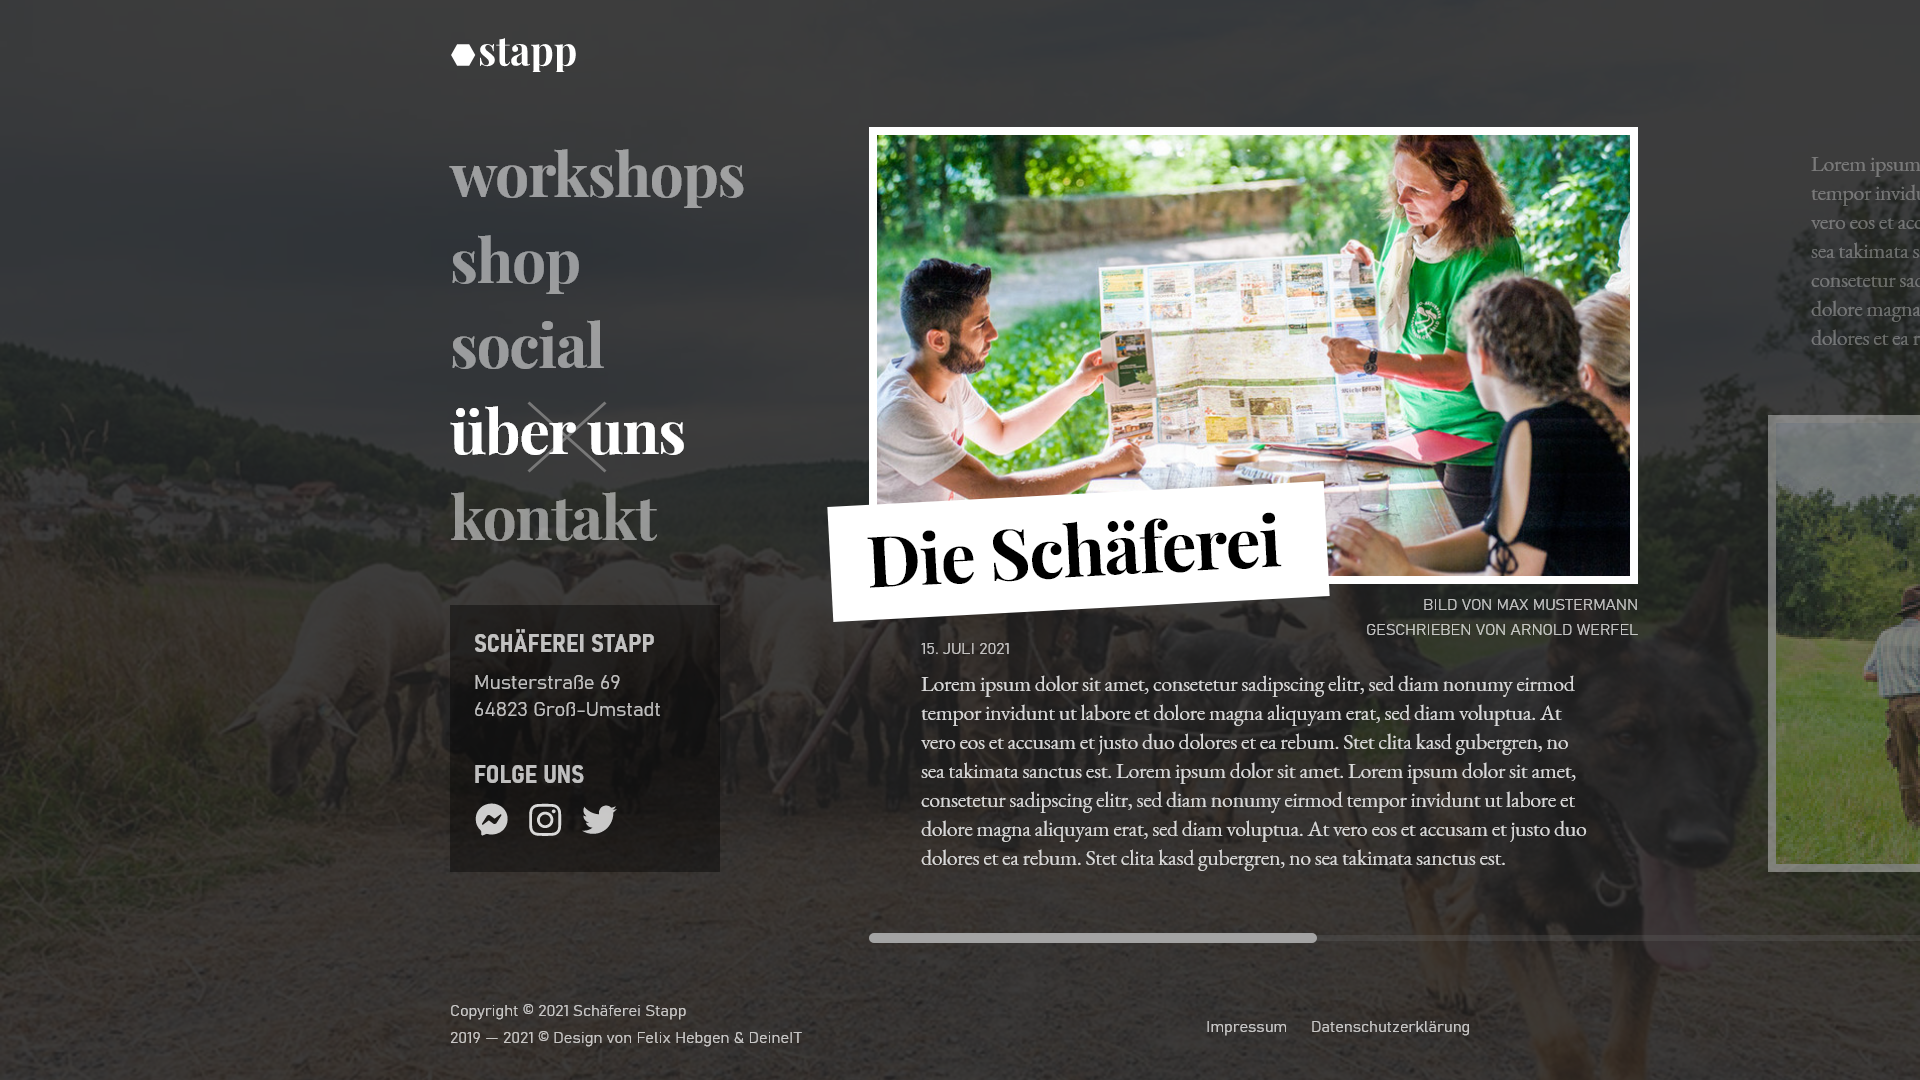 stapp
workshops
shop
social
über uns
kontakt
SCHÄFEREI STAPP
Musterstraße 69
64823 Groß-Umstadt
FOLGE UNS
Die Schäferei
BILD VON MAX MUSTERMANN
GESCHRIEBEN VON ARNOLD WERFEL
15. JULI 2021
Lorem ipsum dolor sit amet, consetetur sadipscing elitr, sed diam nonumy eirmod
tempor invidunt ut labore et dolore magna aliquyam erat, sed diam voluptua. At
vero eos et accusam et justo duo dolores et ea rebum. Stet clita kasd gubergren, no
sea takimata sanctus est. Lorem ipsum dolor sit amet. Lorem ipsum dolor sit amet,
consetetur sadipscing elitr, sed diam nonumy eirmod tempor invidunt ut labore et
dolore magna aliquyam erat, sed diam voluptua. At vero eos et accusam et justo duo
dolores et ea rebum. Stet clita kasd gubergren, no sea takimata sanctus est.
Lorem ipsum
tempor invidu
vero eos et acc
sea takimata s
consetetur sad
dolore magna
dolores et ea r
Copyright © 2021 Schäferei Stapp
2019 — 2021 © Design von Felix Hebgen & DeineIT
Impressum
Datenschutzerklärung